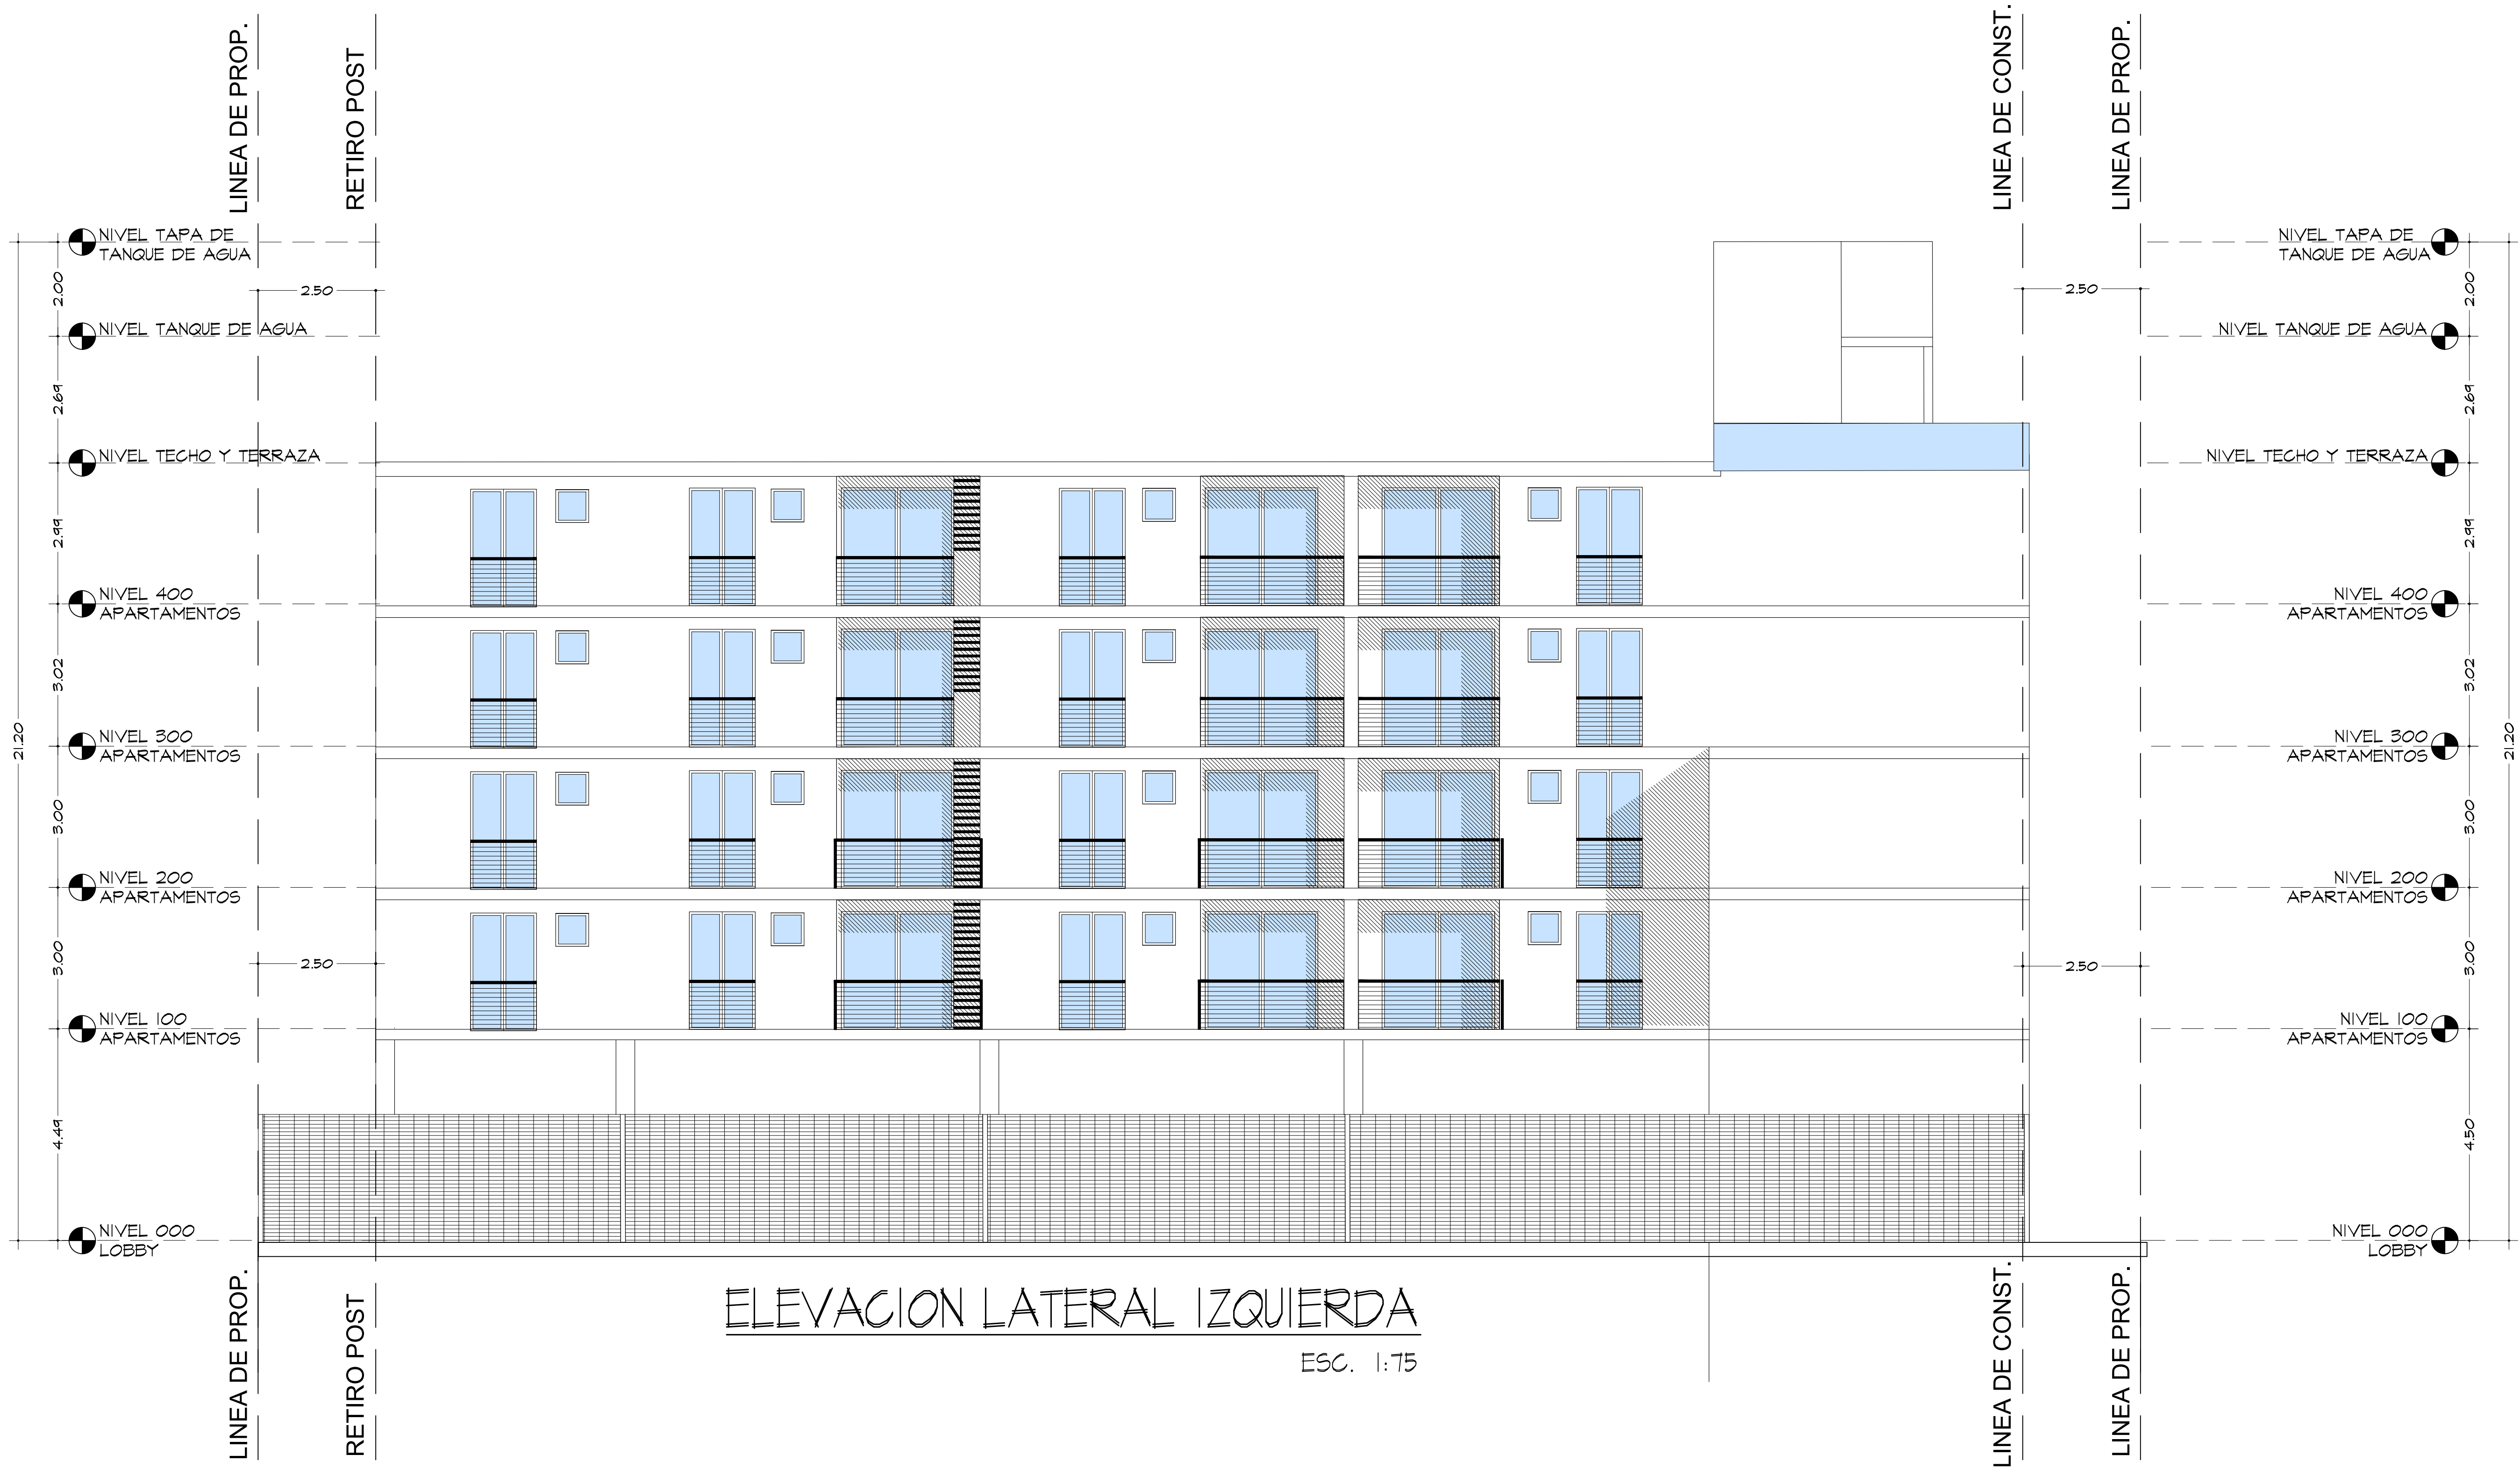 LINEA DE PROP.
RETIRO POST
LINEA DE CONST.
LINEA DE PROP.
NIVEL TAPA DE
TANQUE DE AGUA
NIVEL TAPA DE
TANQUE DE AGUA
2.00
2.50
2.50
2.00
NIVEL TANQUE DE AGUA
NIVEL TANQUE DE AGUA
2.69
2.69
NIVEL TECHO Y TERRAZA
NIVEL TECHO Y TERRAZA
2.99
2.99
NIVEL 400
APARTAMENTOS
NIVEL 400
APARTAMENTOS
3.02
3.02
21.20
21.20
NIVEL 300
APARTAMENTOS
NIVEL 300
APARTAMENTOS
3.00
3.00
NIVEL 200
APARTAMENTOS
NIVEL 200
APARTAMENTOS
3.00
2.50
2.50
3.00
NIVEL 100
APARTAMENTOS
NIVEL 100
APARTAMENTOS
4.49
4.50
NIVEL 000
LOBBY
NIVEL 000
LOBBY
LINEA DE PROP.
RETIRO POST
ELEVACION LATERAL IZQUIERDA
ESC. 1:75
LINEA DE CONST.
LINEA DE PROP.